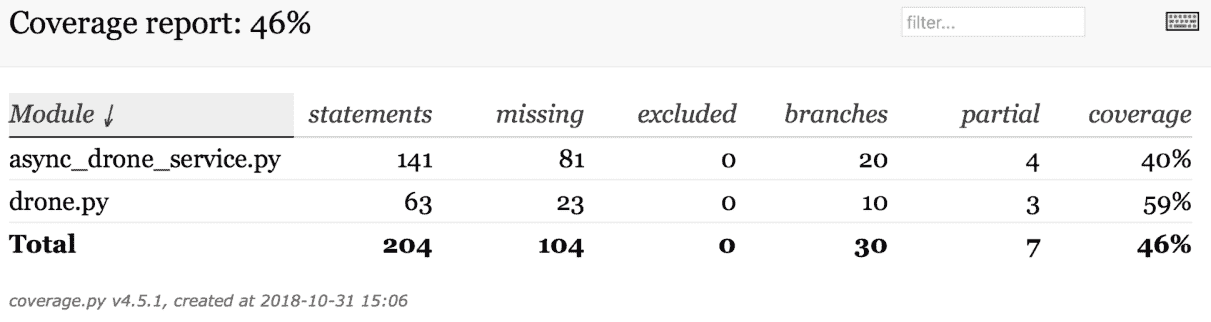 Coverage report: 46%
filter...
Module ↓ statements missing excluded branches partial coverage
async_drone_service.py 141 81 0 20 4 40%
drone.py 63 23 0 10 3 59%
Total 204 104 0 30 7 46%
coverage.py v4.5.1, created at 2018-10-31 15:06